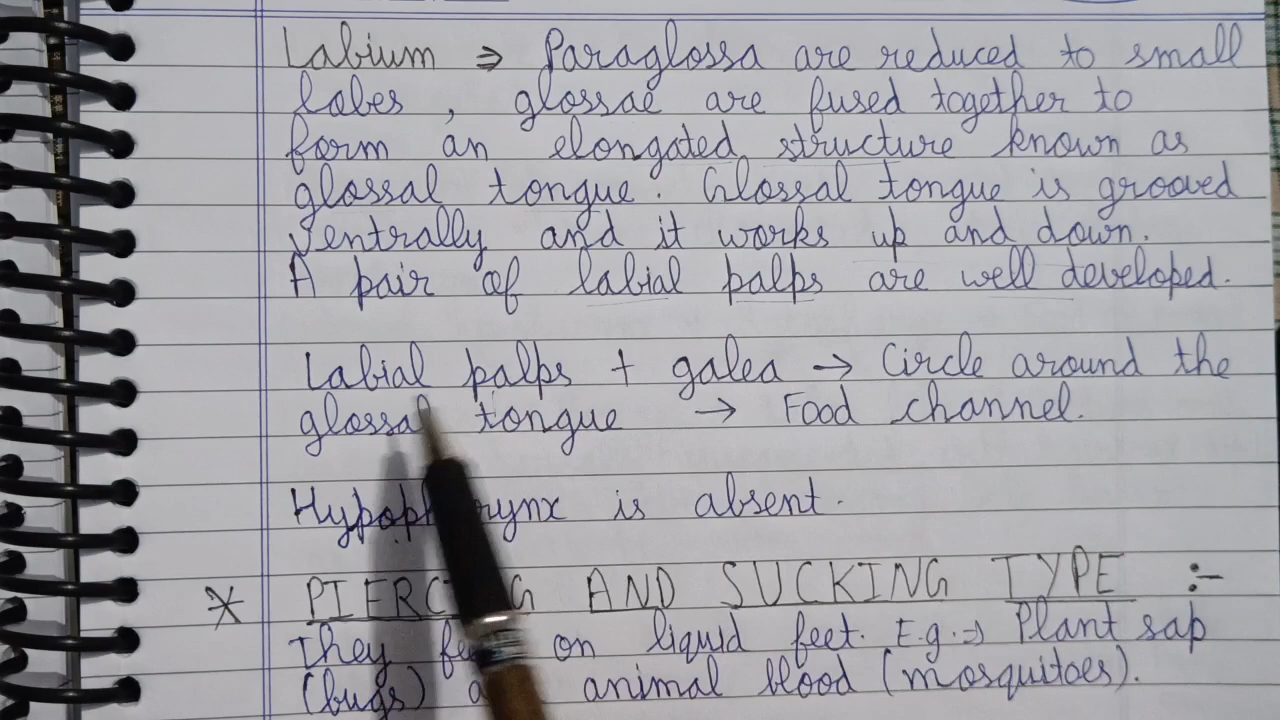 Labium ⇒ Paraglossa are reduced to small
lobes, glossae are fused together to
form an elongated structure known as
glossal tongue. Glossal tongue is grooved
ventrally and it works up and down.
A pair of labial palps are well developed.
Labial palps + galea → Circle around the
glossal tongue → Food channel.
is absent.
* AND SUCKING TYPE :-
They on liquid feet. E.g. ⇒ Plant sap
(bugs) animal blood (mosquitoes).